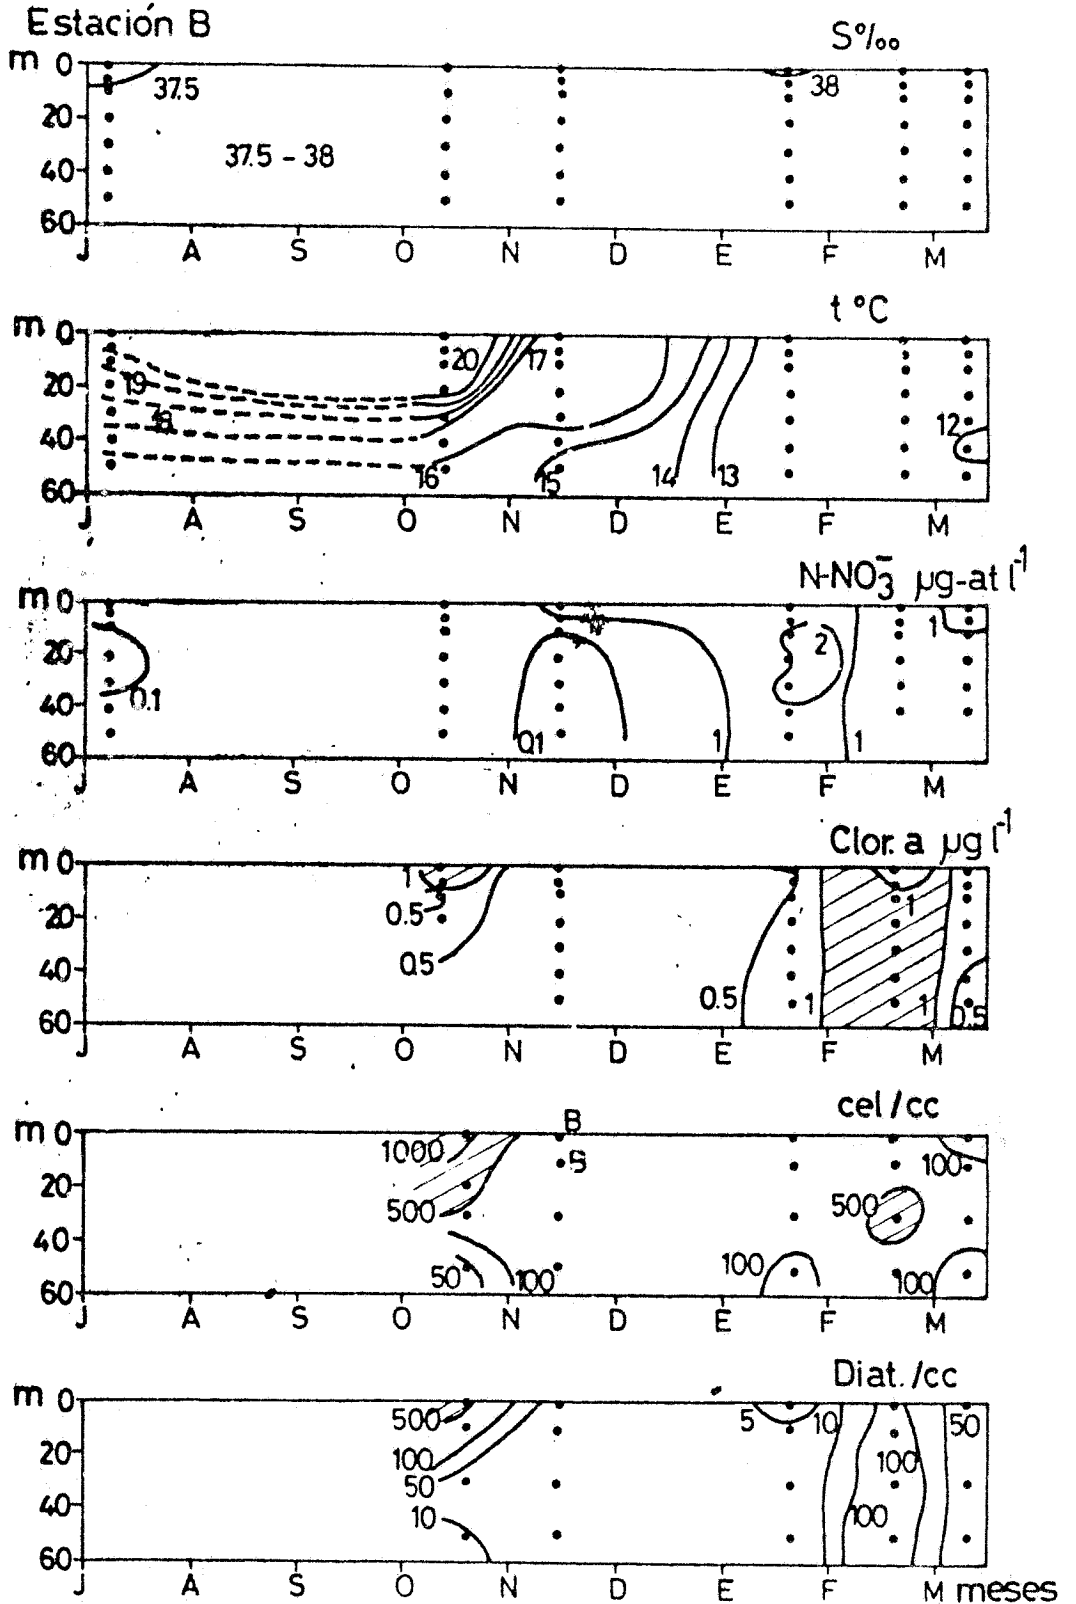 Estación B
S‰
m 0
37.5
38
20
37.5 - 38
40
60
J A S O N D E F M
t °C
m 0
20 17
19
20
18
12
40
16 15 14 13
60
J A S O N D E F M
N-NO₃⁻ µg-at l⁻¹
m 0
1
2
20
0.1
40
0.1 1 1
60
J A S O N D E F M
Clor. a µg l⁻¹
m 0
1
0.5
1
20
0.5
40
0.5 1 1 0.5
60
J A S O N D E F M
cel/cc
B
m 0
1000
100
20
500
500
40
50 100 100 100
60
J A S O N D E F M
Diat./cc
m 0
500 5 10 50
20
100
100
50
40
10
100
60
J A S O N D E F M meses